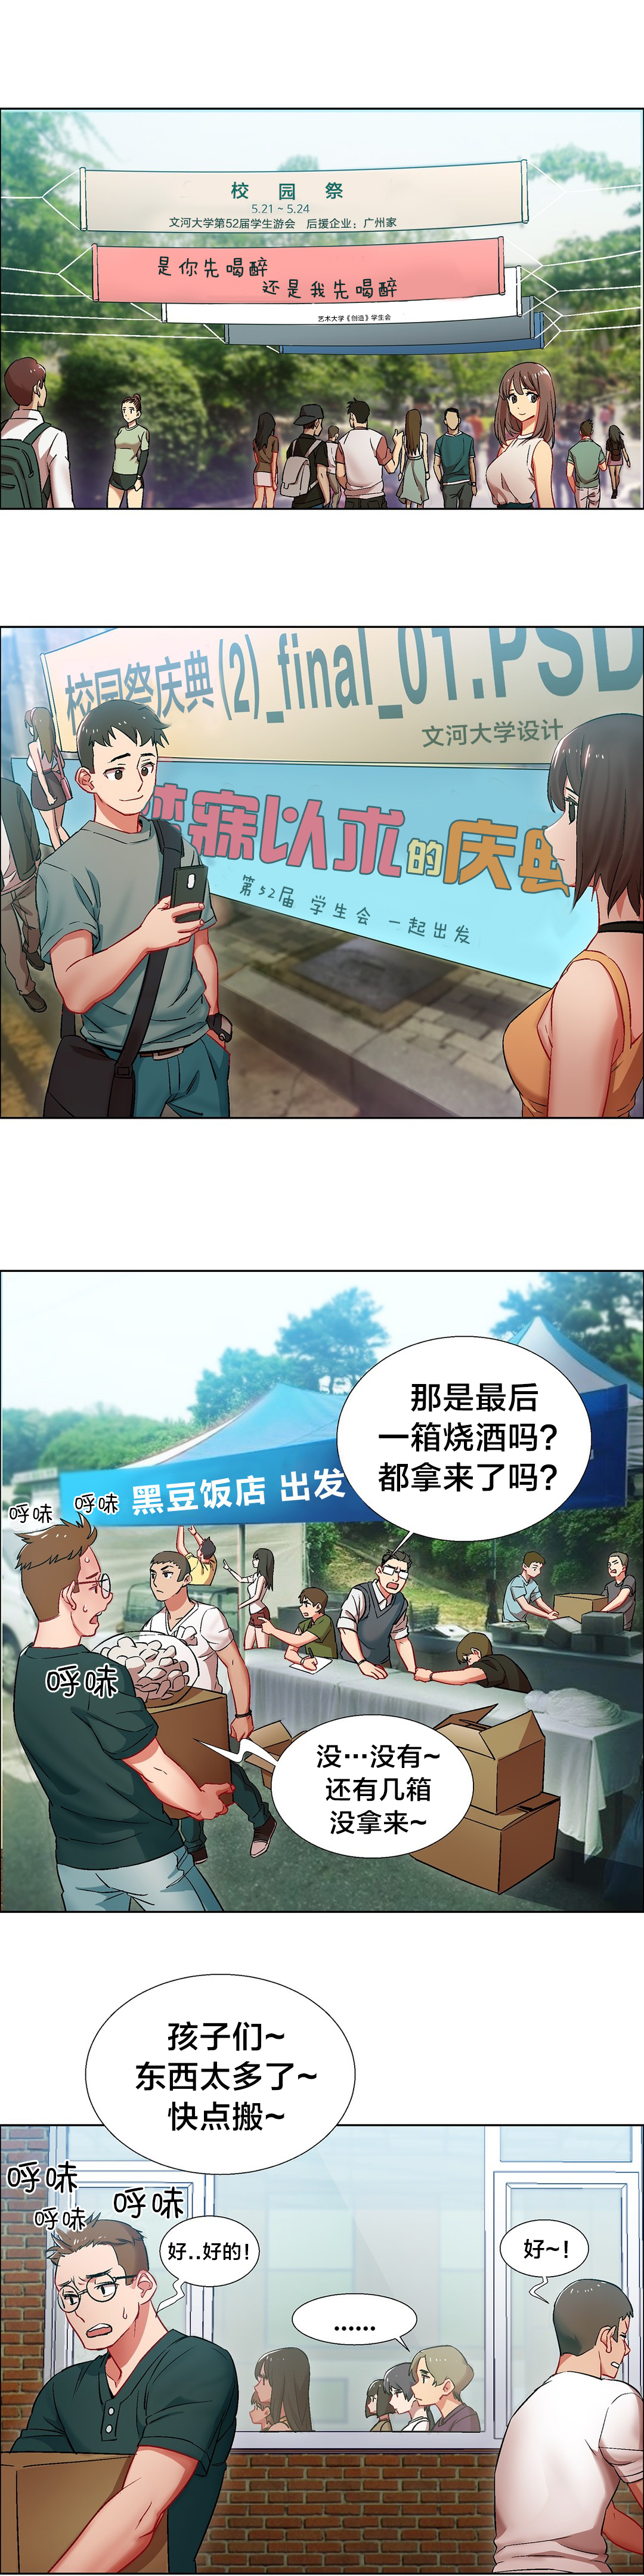 校 园 祭
5.21 ~ 5.24
文河大学第52届学生游会 后援企业：广州家
是你先喝醉
还是我先喝醉
艺术大学《创造》学生会
校园祭庆典(2)_final_01.PSD
文河大学设计
寐以求的庆典
第52届 学生会 一起出发
那是最后
一箱烧酒吗?
都拿来了吗?
黑豆饭店 出发
呼哧
呼哧
呼哧
没…没有~
还有几箱
没拿来~
孩子们~
东西太多了~
快点搬~
呼哧
呼哧
呼哧
好..好的!
好~!
......